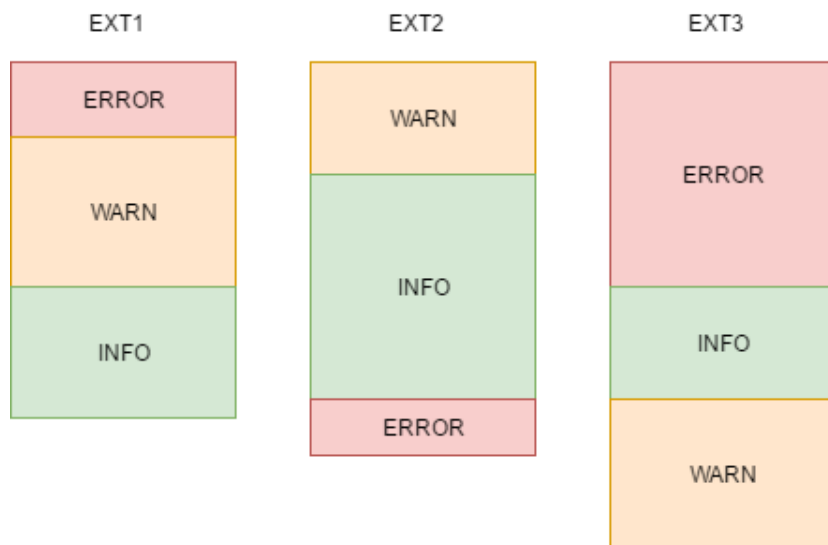 EXT1
ERROR
WARN
INFO
EXT2
WARN
INFO
ERROR
EXT3
ERROR
INFO
WARN